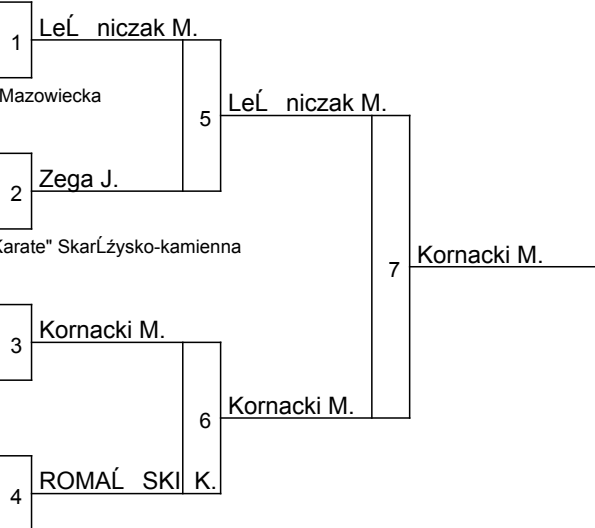 1
LeĹ niczak M.
Mazowiecka
5
LeĹ niczak M.
2
Zega J.
Karate" SkarĹźysko-kamienna
7
Kornacki M.
3
Kornacki M.
6
Kornacki M.
4
ROMAĹ SKI K.